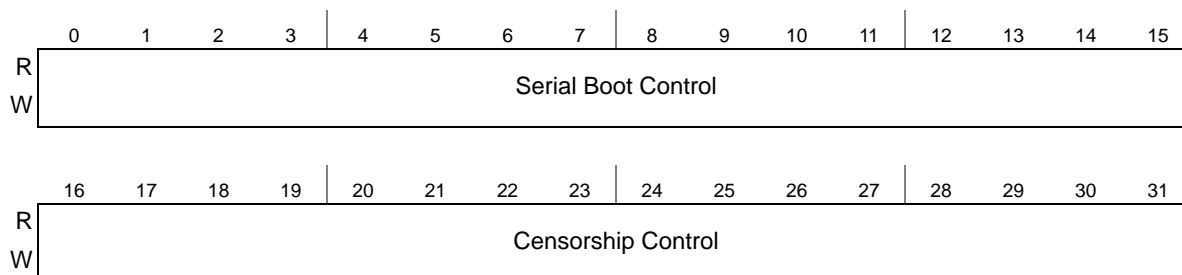 0 1 2 3 4 5 6 7 8 9 10 11 12 13 14 15
R
Serial Boot Control
W
16 17 18 19 20 21 22 23 24 25 26 27 28 29 30 31
R
Censorship Control
W